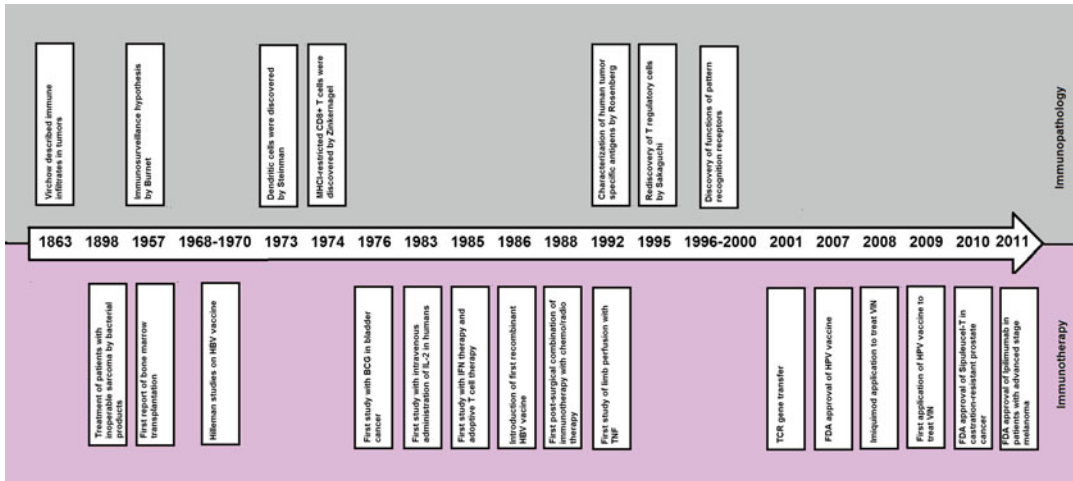 Virchow described immune
infiltrates in tumors
Immunosurveillance hypothesis
by Burnet
Dendritic cells were discovered
by Steinman
MHCI-restricted CD8+ T cells were
discovered by Zinkernagel
Characterization of human tumor
specific antigens by Rosenberg
Rediscovery of T regulatory cells
by Sakaguchi
Discovery of functions of pattern
recognition receptors
Immunopathology
1863
1898
1957
1968-1970
1973
1974
1976
1983
1985
1986
1988
1992
1995
1996-2000
2001
2007
2008
2009
2010
2011
Treatment of patients with
inoperable sarcoma by bacterial
products
First report of bone marrow
transplantation
Hilleman studies on HBV vaccine
First study with BCG in bladder
cancer
First study with intravenous
administration of IL-2 in humans
First study with IFN therapy and
adoptive T cell therapy
Introduction of first recombinant
HBV vaccine
First post-surgical combination of
immunotherapy with chemo/radio
therapy
First study of limb perfusion with
TNF
TCR gene transfer
FDA approval of HPV vaccine
Imiquimod application to treat VIN
First application of HPV vaccine to
treat VIN
FDA approval of Sipuleucel-T in
castration-resistant prostate
cancer
FDA approval of Ipilimumab in
patients with advanced stage
melanoma
Immunotherapy